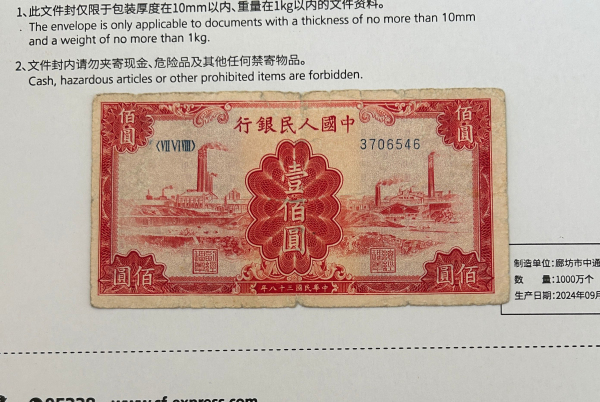 1、此文件封仅限于包装厚度在10mm以内、重量在1kg以内的文件资料。
The envelope is only applicable to documents with a thickness of no more than 10mm
and a weight of no more than 1kg.
2、文件封内请勿夹寄现金、危险品及其他任何禁寄物品。
Cash, hazardous articles or other prohibited items are forbidden.
佰圓
行銀民人國中
佰圓
〈VII VI VIII〉
3706546
壹佰圓
圓佰
年八十三國民華中
圓佰
制造单位:廊坊市中通
数 量:1000万个
生产日期:2024年09月
95338 www.sf-express.com